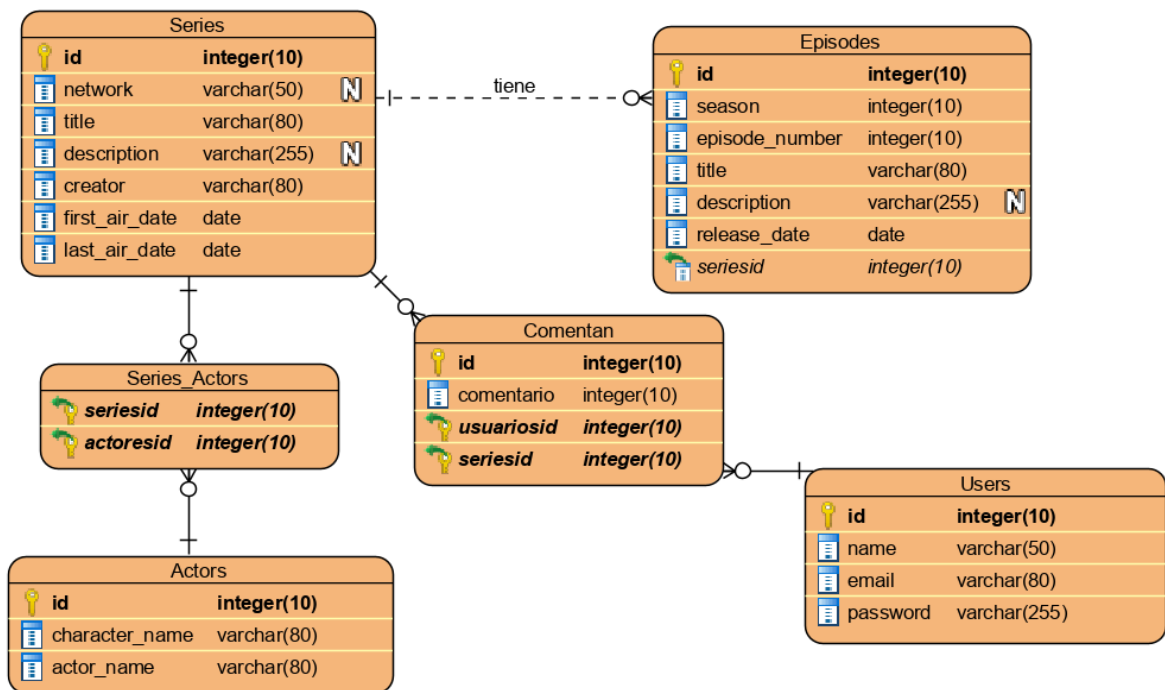 Series
id integer(10)
network varchar(50) N
title varchar(80)
description varchar(255) N
creator varchar(80)
first_air_date date
last_air_date date
tiene
Episodes
id integer(10)
season integer(10)
episode_number integer(10)
title varchar(80)
description varchar(255) N
release_date date
seriesid integer(10)
Series_Actors
seriesid integer(10)
actoresid integer(10)
Comentan
id integer(10)
comentario integer(10)
usuariosid integer(10)
seriesid integer(10)
Actors
id integer(10)
character_name varchar(80)
actor_name varchar(80)
Users
id integer(10)
name varchar(50)
email varchar(80)
password varchar(255)